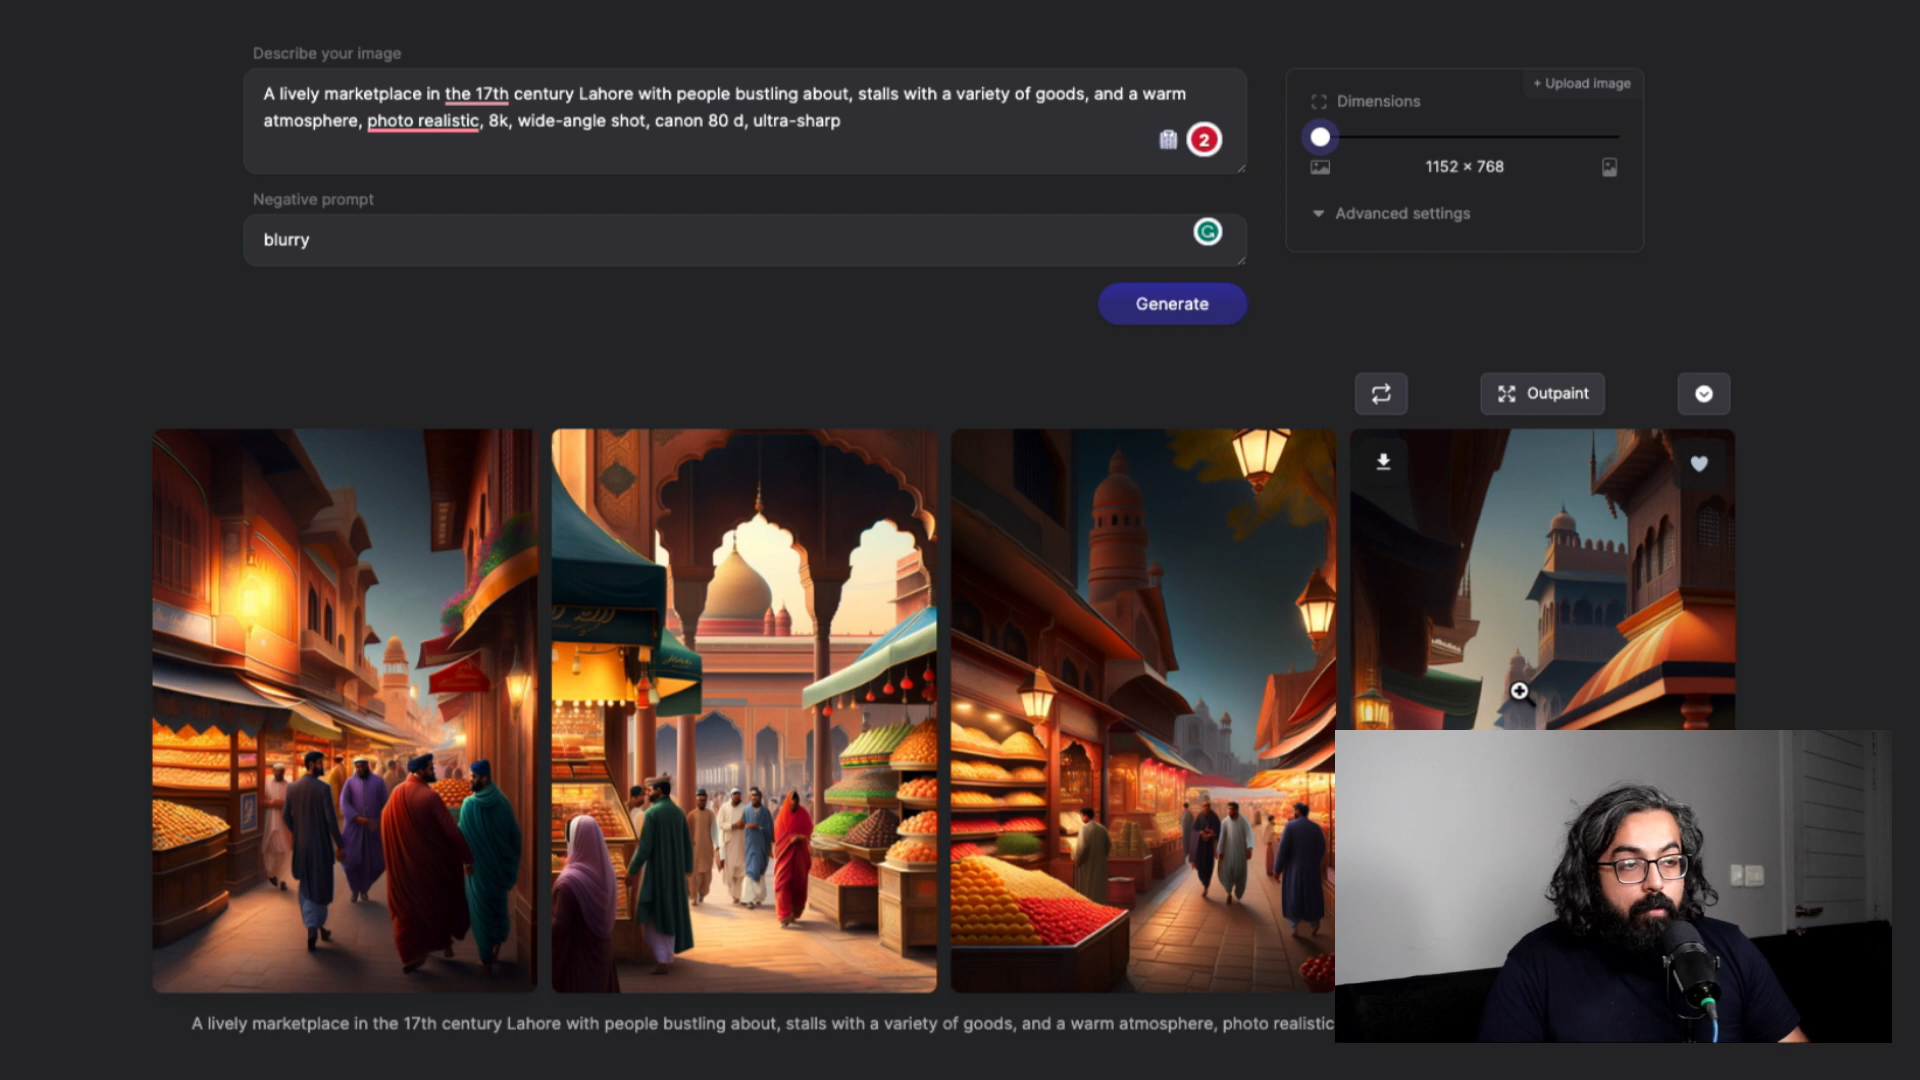 Describe your image
A lively marketplace in the 17th century Lahore with people bustling about, stalls with a variety of goods, and a warm
atmosphere, photo realistic, 8k, wide-angle shot, canon 80 d, ultra-sharp
2
+ Upload image
Dimensions
1152 × 768
Advanced settings
Negative prompt
blurry
Generate
Outpaint
A lively marketplace in the 17th century Lahore with people bustling about, stalls with a variety of goods, and a warm atmosphere, photo realistic